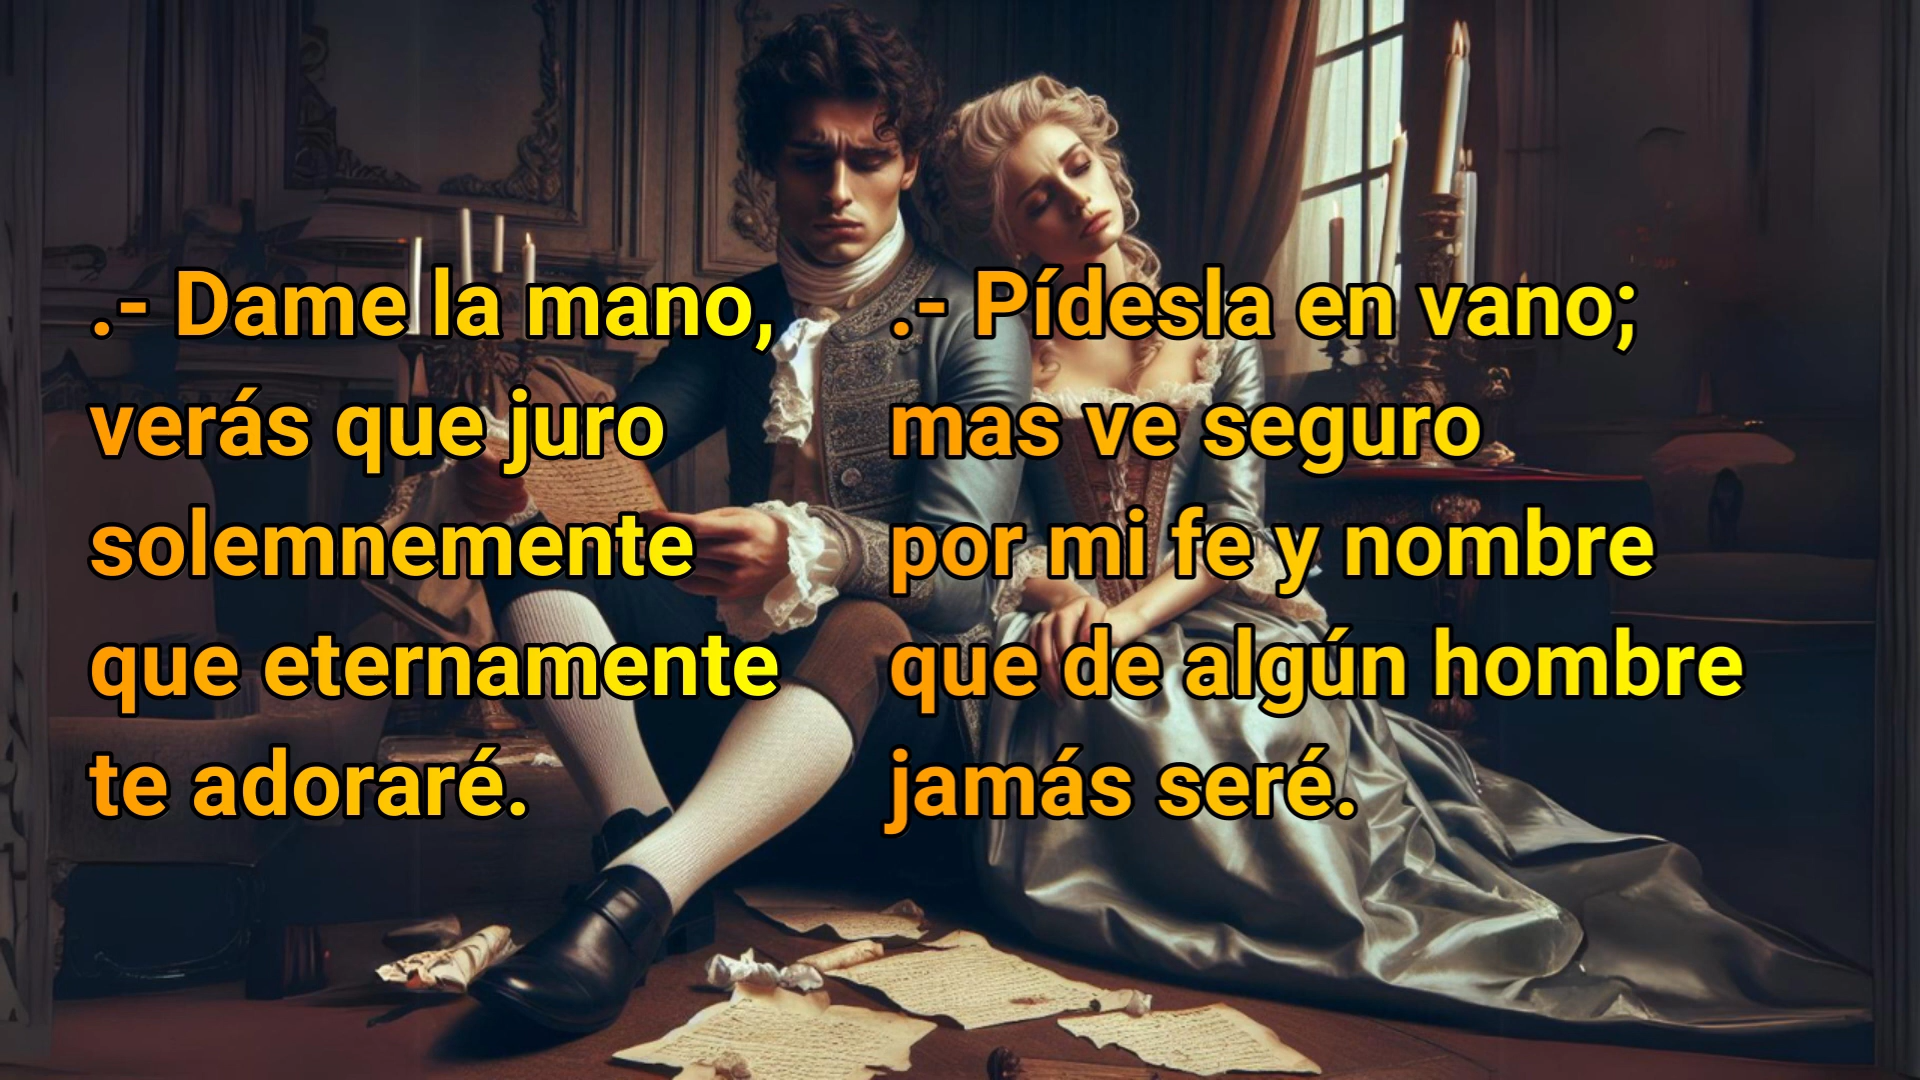 .- Dame la mano,
verás que juro
solemnemente
que eternamente
te adoraré.
.- Pídesla en vano;
mas ve seguro
por mi fe y nombre
que de algún hombre
jamás seré.